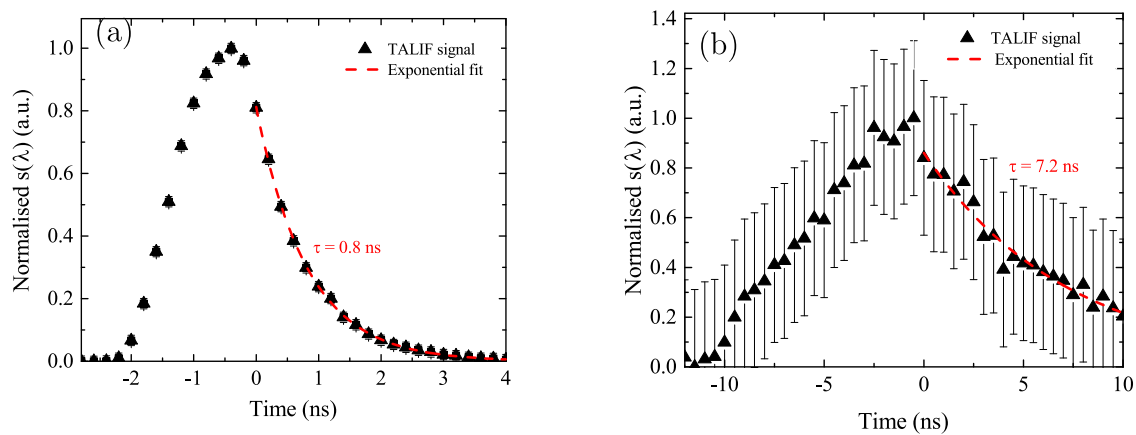 (a)
TALIF signal
Exponential fit
τ = 0.8 ns
Normalised s(λ) (a.u.)
1.0
0.8
0.6
0.4
0.2
0.0
-2 -1 0 1 2 3 4
Time (ns)
(b)
TALIF signal
Exponential fit
τ = 7.2 ns
Normalised s(λ) (a.u.)
1.4
1.2
1.0
0.8
0.6
0.4
0.2
0.0
-10 -5 0 5 10
Time (ns)